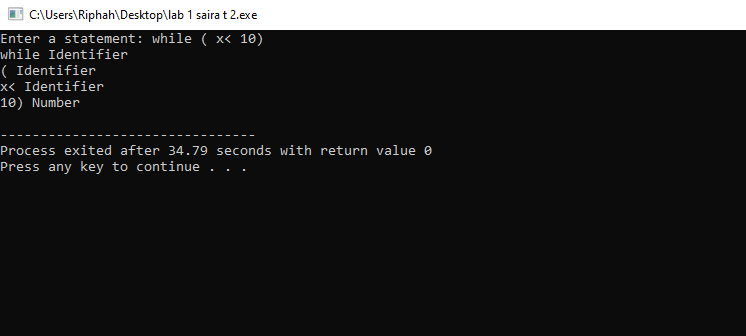 C:\Users\Riphah\Desktop\lab 1 saira t 2.exe
Enter a statement: while ( x< 10)
while Identifier
( Identifier
x< Identifier
10) Number
--------------------------------
Process exited after 34.79 seconds with return value 0
Press any key to continue . . .